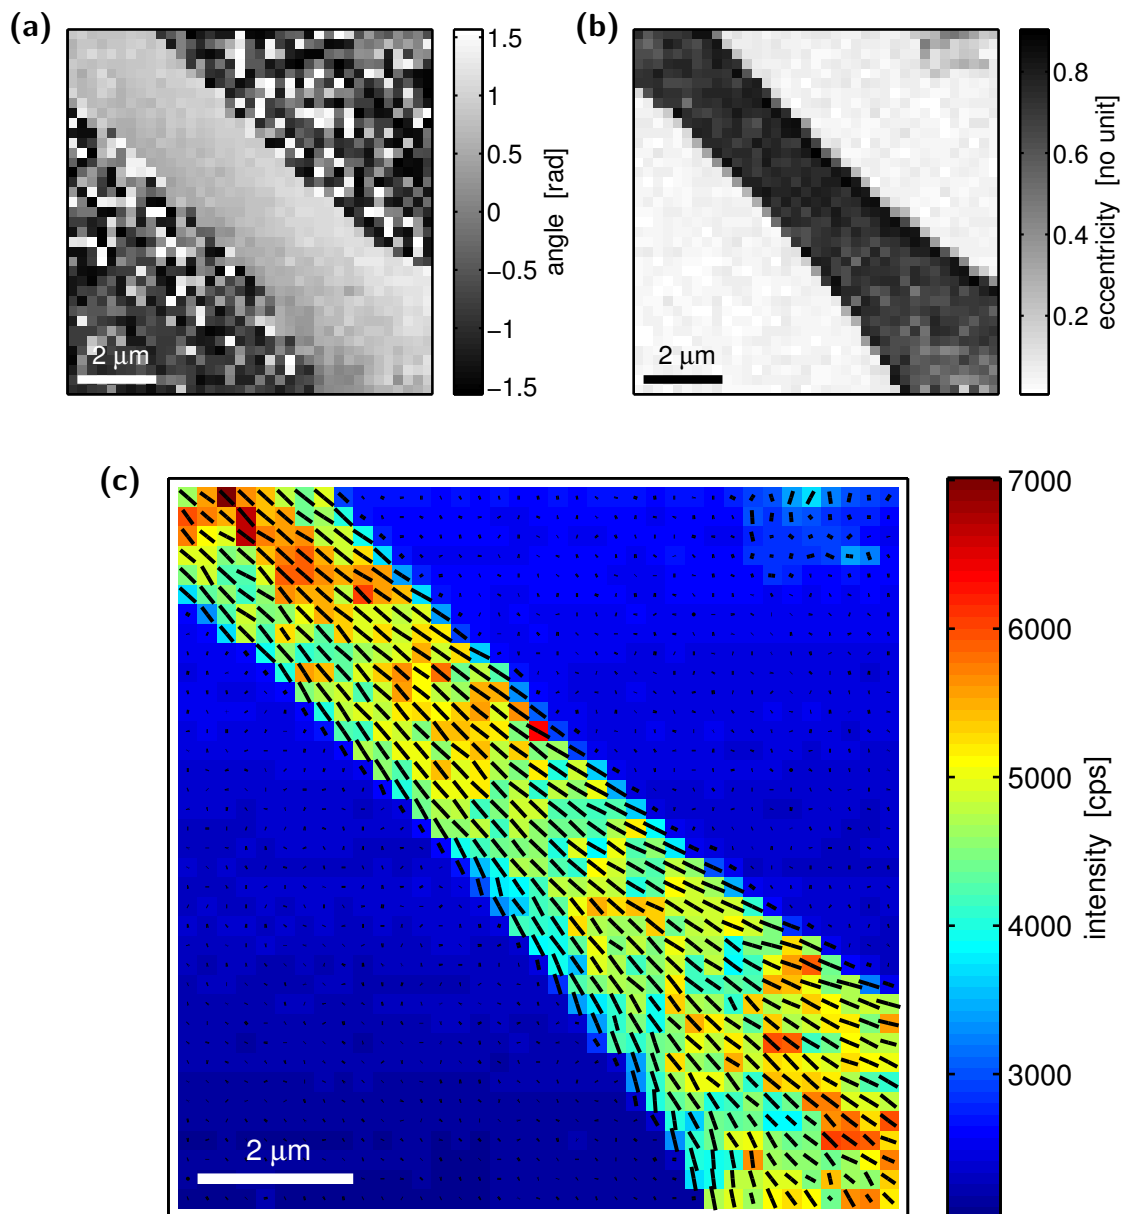 (a)
1.5
1
0.5
0
−0.5
−1
−1.5
angle [rad]
2 μm
(b)
0.8
0.6
0.4
0.2
eccentricity [no unit]
2 μm
(c)
7000
6000
5000
4000
3000
intensity [cps]
2 μm